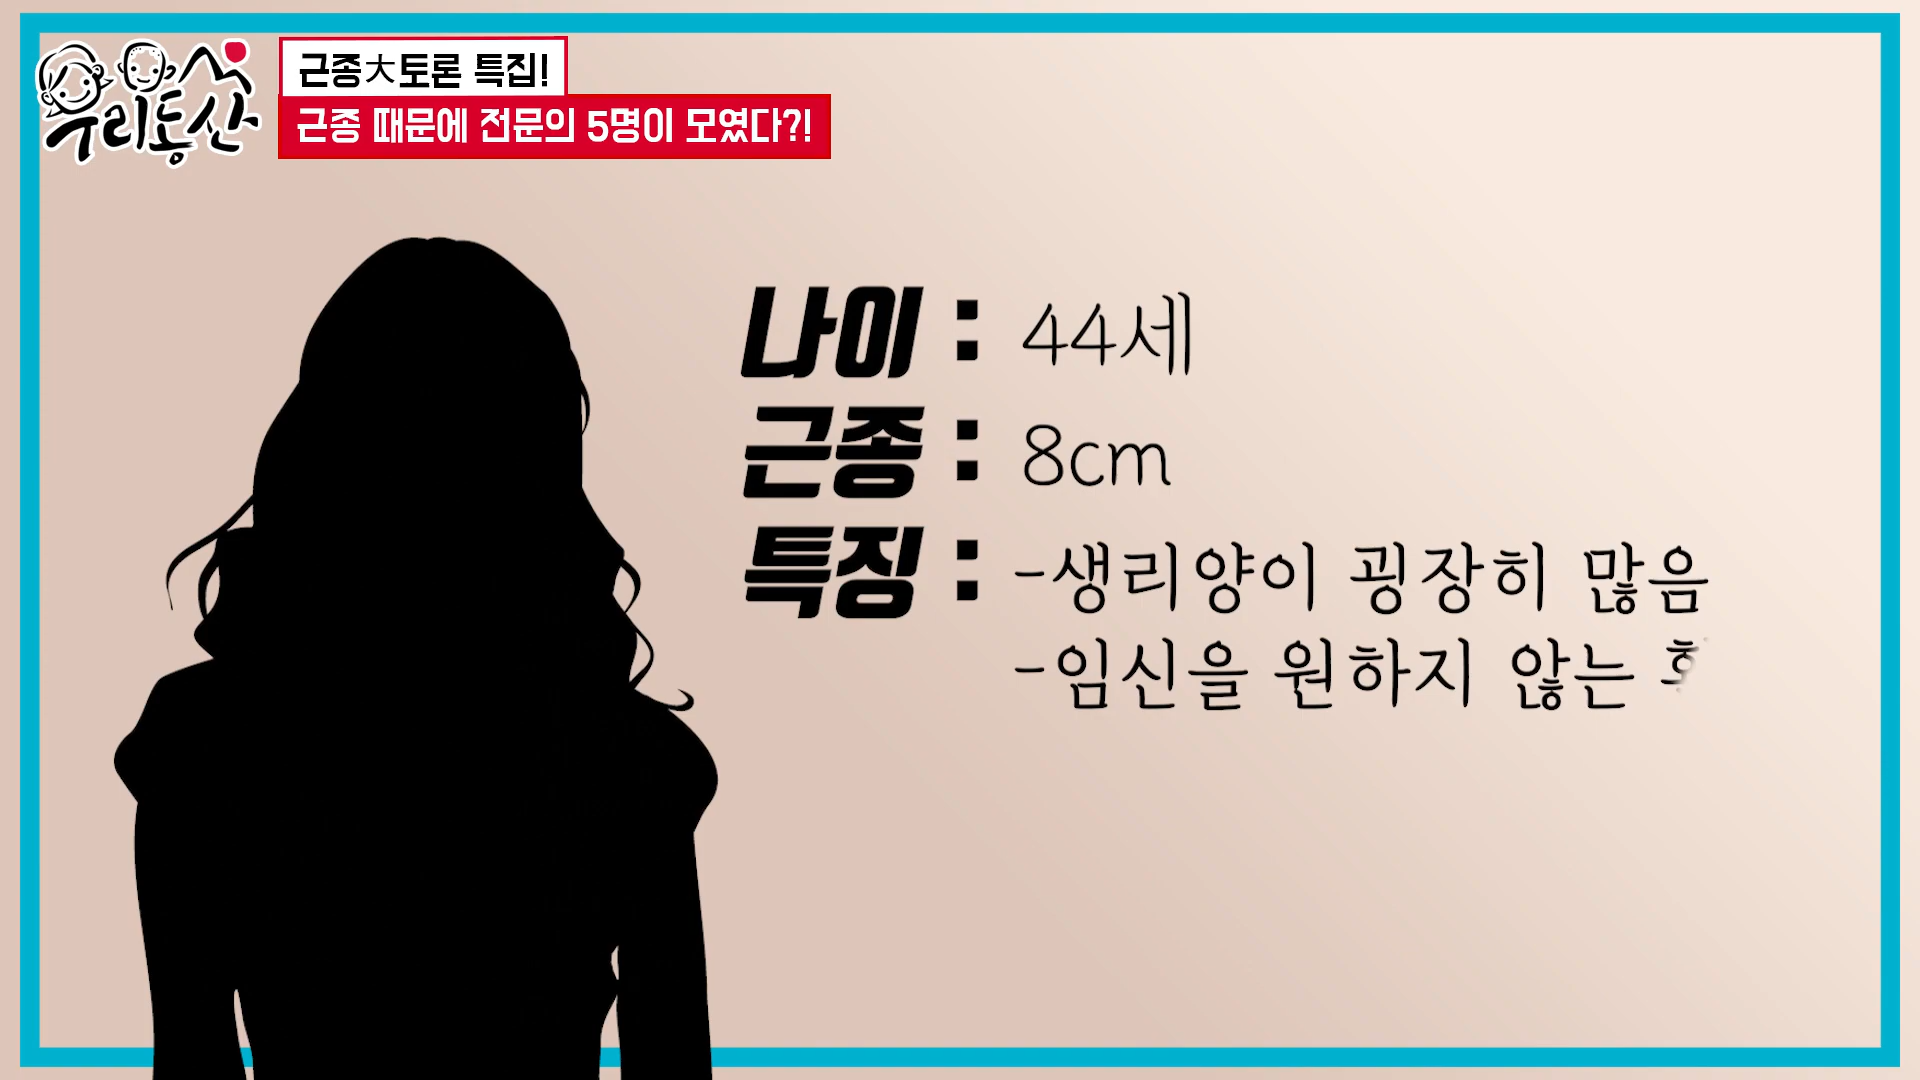 우리동산
근종大토론 특집!
근종 때문에 전문의 5명이 모였다?!
나이 : 44세
근종 : 8cm
특징 : -생리양이 굉장히 많음
-임신을 원하지 않는